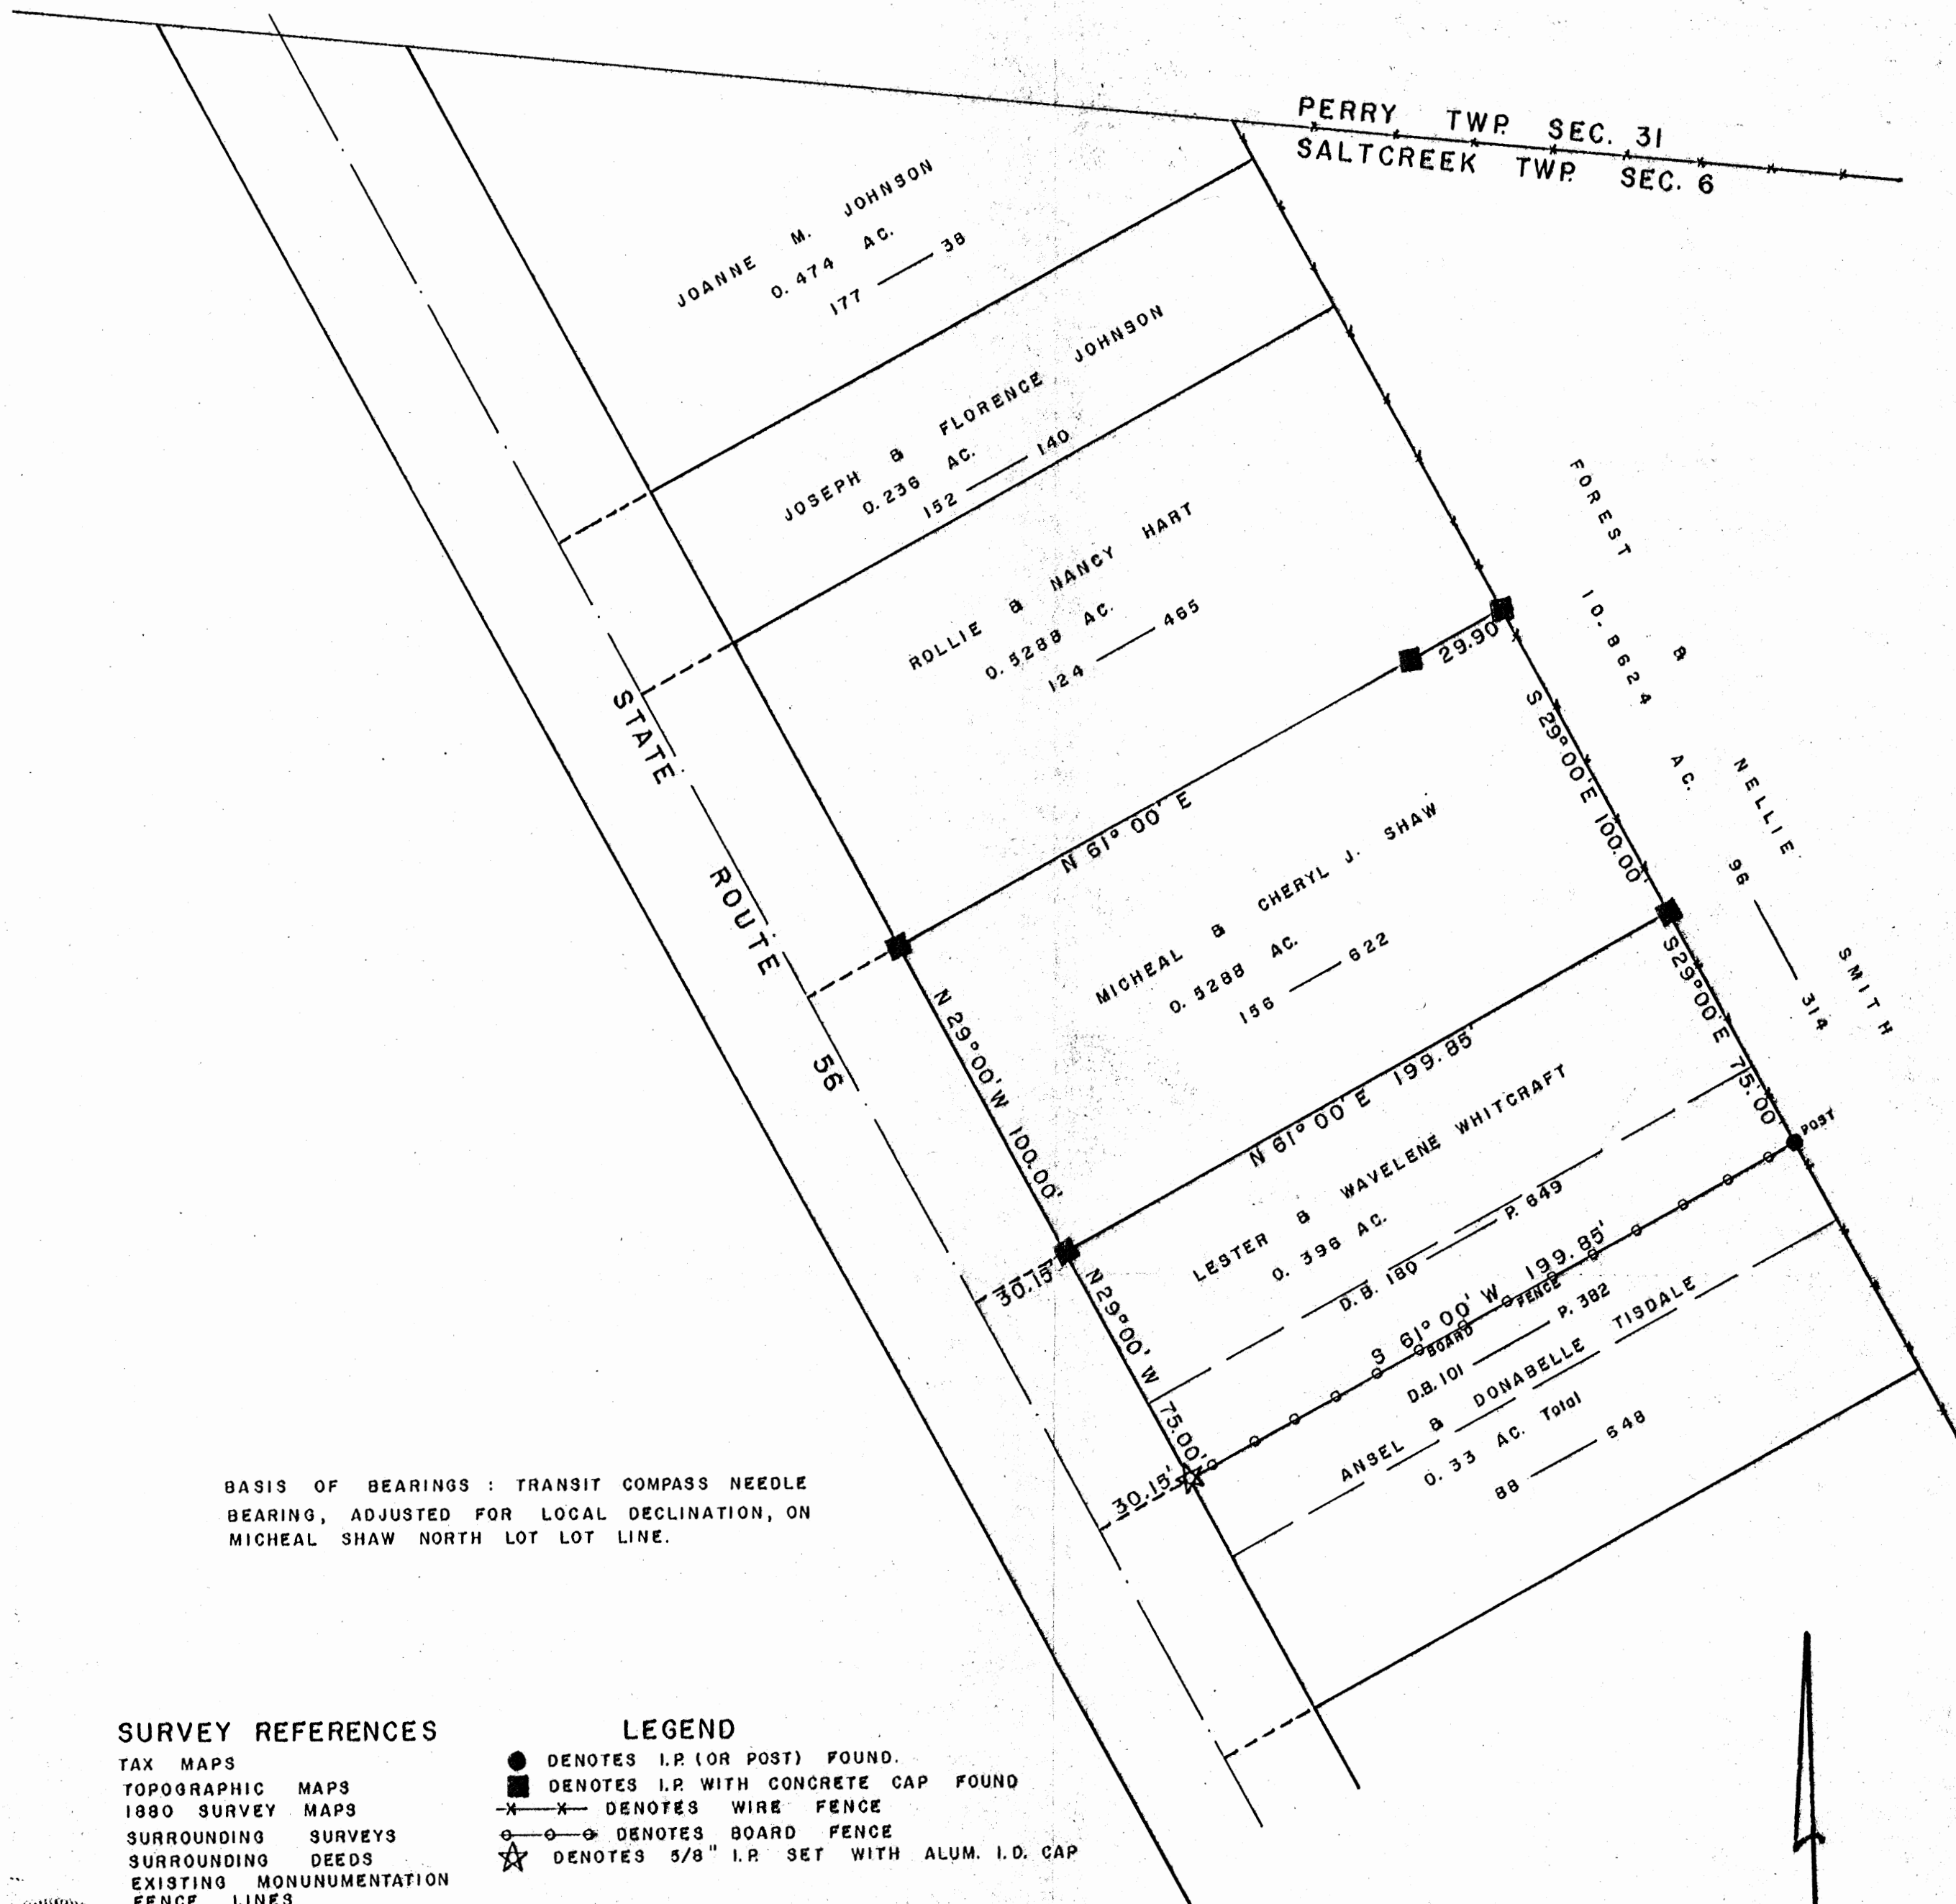 PERRY TWP. SEC. 31
SALTCREEK TWP. SEC. 6
JOANNE M. JOHNSON
0.474 AC.
177 — 38
JOSEPH & FLORENCE JOHNSON
0.236 AC.
152 — 140
ROLLIE & NANCY HART
0.5288 AC.
124 — 465
29.90'
FOREST & NELLIE SMITH
10.8624 AC.
96 — 314
S 29°00' E 100.00'
N 61° 00' E
STATE ROUTE 56
MICHEAL & CHERYL J. SHAW
0.5288 AC.
156 — 622
N 29°00' W 100.00'
N 61° 00' E 199.85'
S 29°00' E 75.00'
POST
LESTER & WAVELENE WHITCRAFT
0.396 AC.
D.B. 180 — P. 649
30.15'
N 29°00' W 75.00'
S 61° 00' W 199.85'
BOARD FENCE
D.B. 101 — P. 382
ANSEL & DONABELLE TISDALE
0.33 AC. Total
88 — 548
30.15'
BASIS OF BEARINGS : TRANSIT COMPASS NEEDLE
BEARING, ADJUSTED FOR LOCAL DECLINATION, ON
MICHEAL SHAW NORTH LOT LOT LINE.
SURVEY REFERENCES
TAX MAPS
TOPOGRAPHIC MAPS
1880 SURVEY MAPS
SURROUNDING SURVEYS
SURROUNDING DEEDS
EXISTING MONUNUMENTATION
FENCE LINES
LEGEND
DENOTES I.P. (OR POST) FOUND.
DENOTES I.P. WITH CONCRETE CAP FOUND
DENOTES WIRE FENCE
DENOTES BOARD FENCE
DENOTES 5/8" I.P. SET WITH ALUM. I.D. CAP